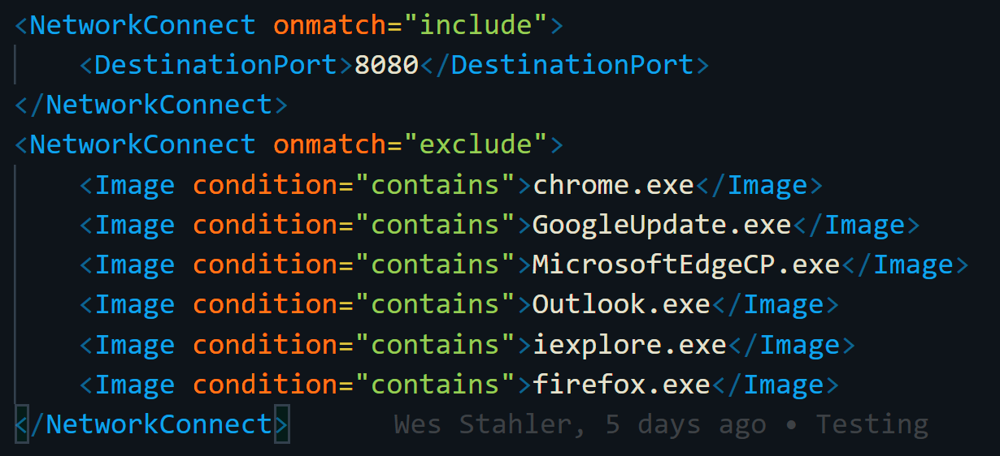 <NetworkConnect onmatch="include">
    <DestinationPort>8080</DestinationPort>
</NetworkConnect>
<NetworkConnect onmatch="exclude">
    <Image condition="contains">chrome.exe</Image>
    <Image condition="contains">GoogleUpdate.exe</Image>
    <Image condition="contains">MicrosoftEdgeCP.exe</Image>
    <Image condition="contains">Outlook.exe</Image>
    <Image condition="contains">iexplore.exe</Image>
    <Image condition="contains">firefox.exe</Image>
</NetworkConnect> Wes Stahler, 5 days ago • Testing